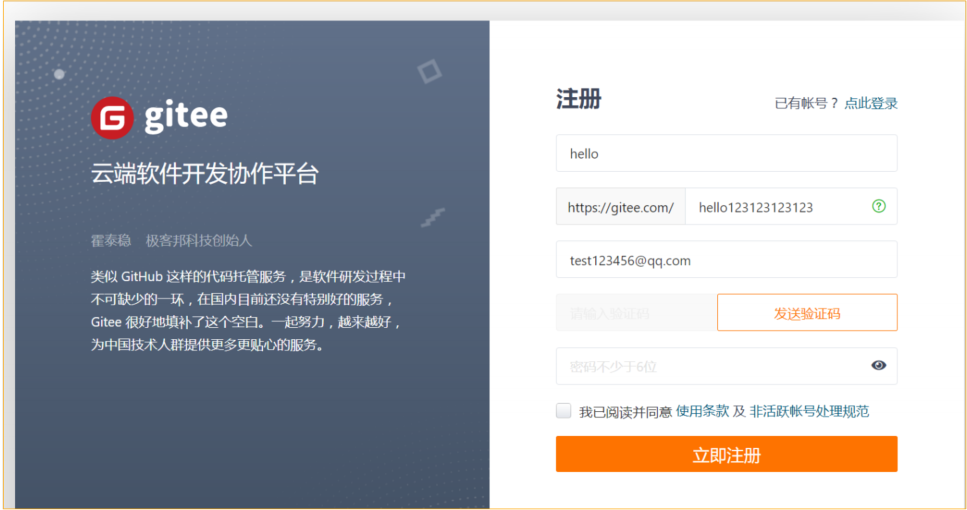 gitee
云端软件开发协作平台
霍泰稳 极客邦科技创始人
类似 GitHub 这样的代码托管服务，是软件研发过程中
不可缺少的一环，在国内目前还没有特别好的服务，
Gitee 很好地填补了这个空白。一起努力，越来越好，
为中国技术人群提供更多更贴心的服务。
注册 已有帐号？ 点此登录
hello
https://gitee.com/ hello123123123123
test123456@qq.com
请输入验证码 发送验证码
密码不少于6位
我已阅读并同意 使用条款 及 非活跃帐号处理规范
立即注册